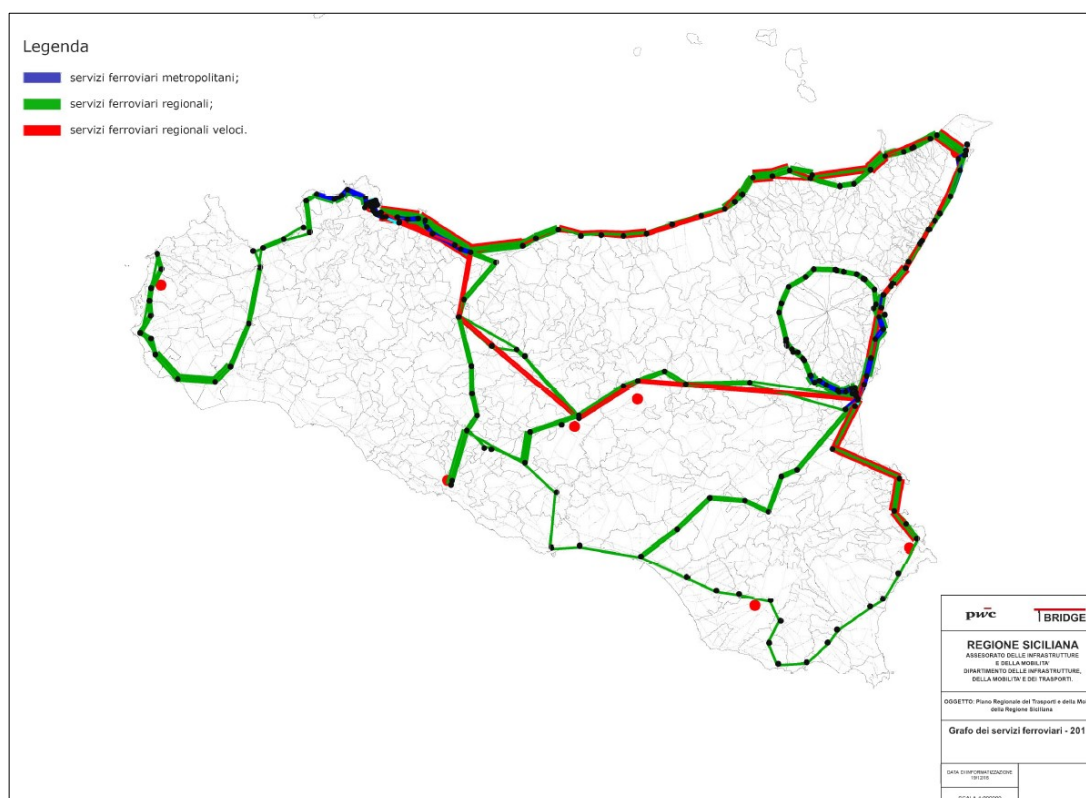 Legenda
servizi ferroviari metropolitani;
servizi ferroviari regionali;
servizi ferroviari regionali veloci.
pwc BRIDGE
REGIONE SICILIANA
ASSESSORATO DELLE INFRASTRUTTURE
E DELLA MOBILITA'
DIPARTIMENTO DELLE INFRASTRUTTURE,
DELLA MOBILITA' E DEI TRASPORTI.
OGGETTO: Piano Regionale dei Trasporti e della Mo
della Regione Siciliana
Grafo dei servizi ferroviari - 201
DATA DI INFORMATIZZAZIONE